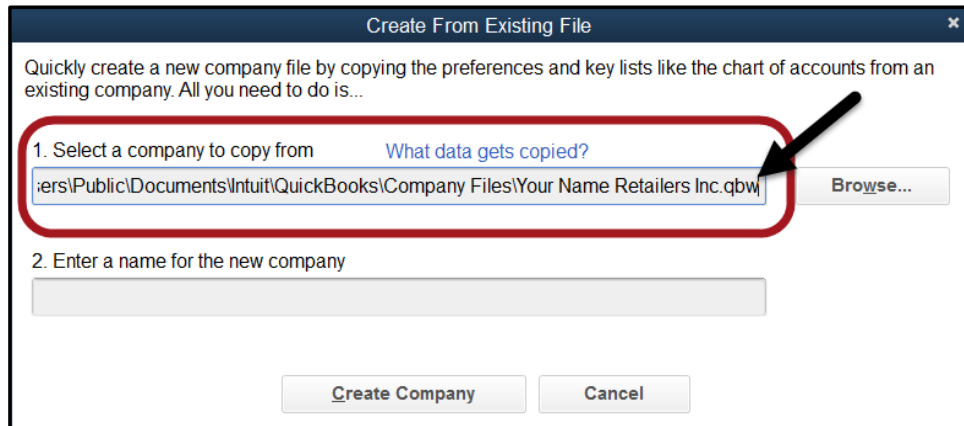 Create From Existing File
Quickly create a new company file by copying the preferences and key lists like the chart of accounts from an
existing company. All you need to do is...
1. Select a company to copy from What data gets copied?
sers\Public\Documents\Intuit\QuickBooks\Company Files\Your Name Retailers Inc.qbw
Browse...
2. Enter a name for the new company
Create Company Cancel